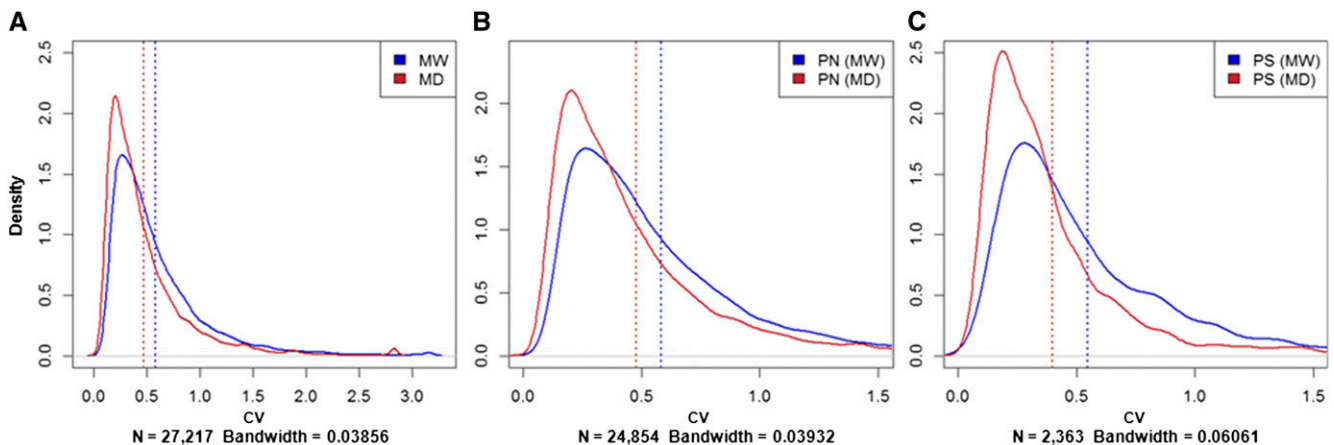 A
MW
MD
Density
0.0 0.5 1.0 1.5 2.0 2.5
0.0 0.5 1.0 1.5 2.0 2.5 3.0
CV
N = 27,217 Bandwidth = 0.03856
B
PN (MW)
PN (MD)
0.0 0.5 1.0 1.5 2.0
0.0 0.5 1.0 1.5
CV
N = 24,854 Bandwidth = 0.03932
C
PS (MW)
PS (MD)
0.0 0.5 1.0 1.5 2.0 2.5
0.0 0.5 1.0 1.5
CV
N = 2,363 Bandwidth = 0.06061